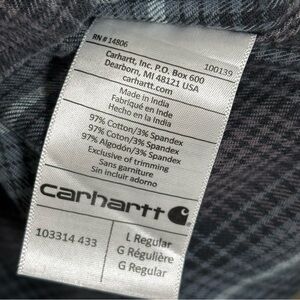 RN # 14806
100139
Carhartt, Inc. P.O. Box 600
Dearborn, MI 48121 USA
carhartt.com
Made in India
Fabriqué en Inde
Hecho en la India
97% Cotton/3% Spandex
97% Coton/3% Spandex
97% Algodón/3% Spandex
Exclusive of trimming
Sans garniture
Sin incluir adorno
carhartt
103314 433
L Regular
G Régulière
G Regular